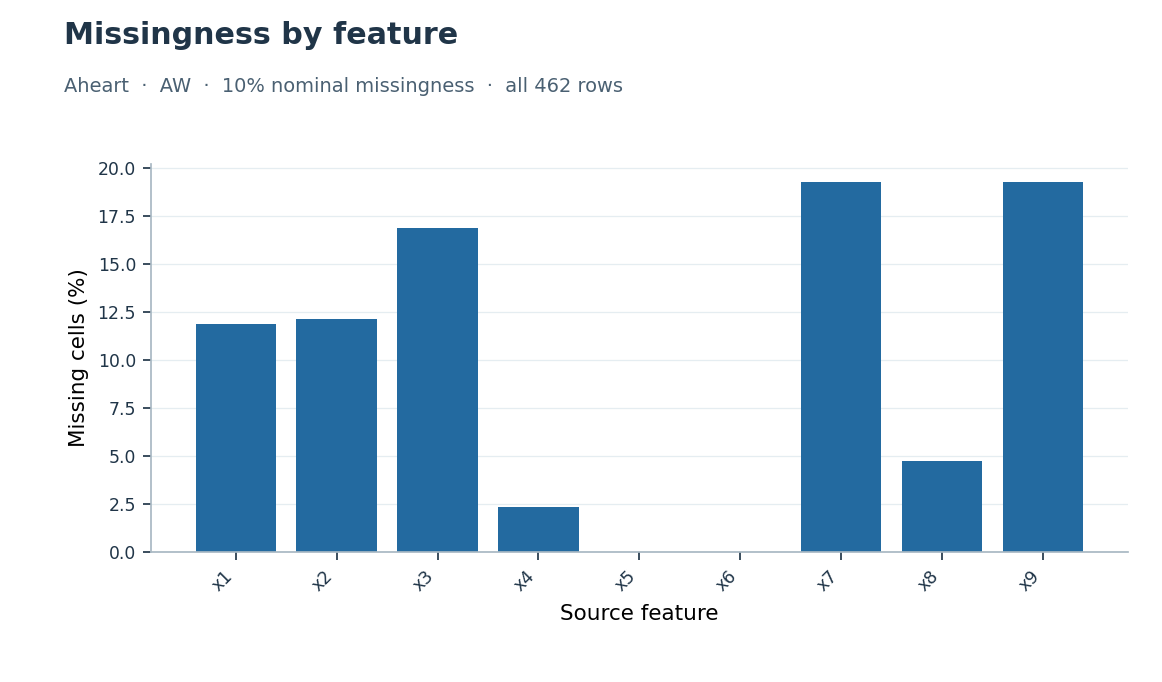 Missingness by feature
Aheart · AW · 10% nominal missingness · all 462 rows
20.0
17.5
15.0
12.5
10.0
7.5
5.0
2.5
0.0
Missing cells (%)
x1 x2 x3 x4 x5 x6 x7 x8 x9
Source feature